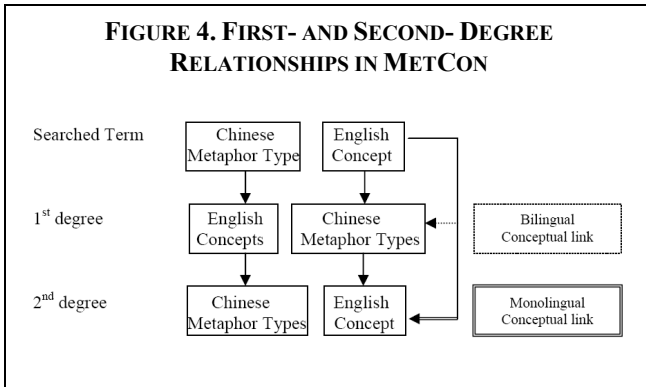 FIGURE 4. FIRST- AND SECOND- DEGREE
RELATIONSHIPS IN METCON
Searched Term
Chinese
Metaphor Type
English
Concept
1st degree
English
Concepts
Chinese
Metaphor Types
Bilingual
Conceptual link
2nd degree
Chinese
Metaphor Types
English
Concept
Monolingual
Conceptual link